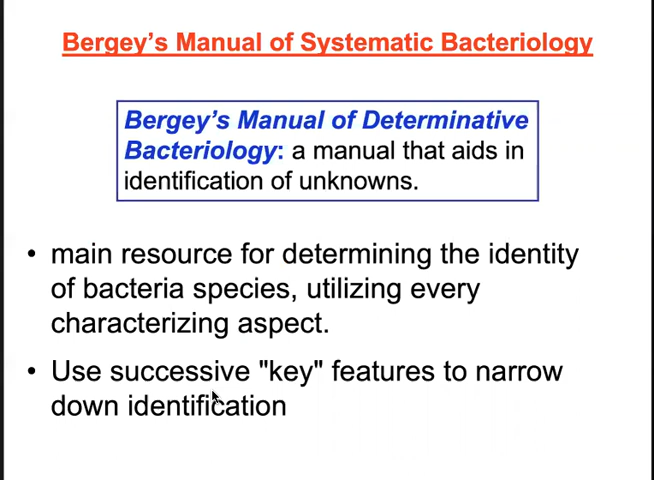 Bergey's Manual of Systematic Bacteriology
Bergey's Manual of Determinative
Bacteriology: a manual that aids in
identification of unknowns.
• main resource for determining the identity
of bacteria species, utilizing every
characterizing aspect.
• Use successive "key" features to narrow
down identification